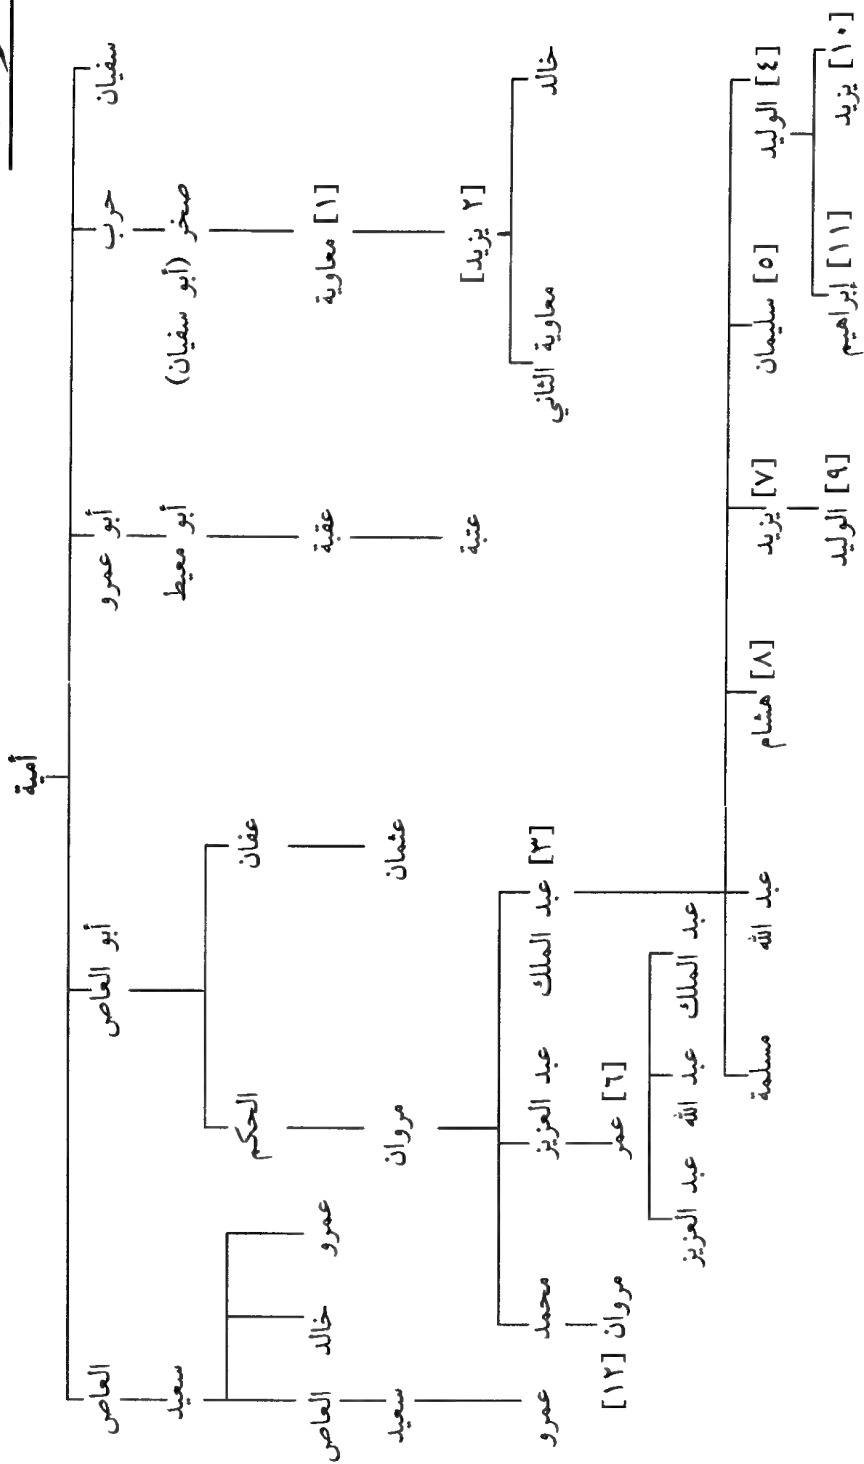 أمية
سفيان حرب أبو عمرو أبو العاص العاص
صخر (أبو سفيان) أبو معيط سعيد
عفان الحكم
[١] معاوية عقبة عمرو خالد العاص
عثمان مروان سعيد
[٢ يزيد] عتبة
خالد معاوية الثاني [٣] عبد الملك عبد العزيز محمد عمرو
[٦] عمر مروان [١٢]
عبد الملك عبد الله عبد العزيز
[٤] الوليد [٥] سليمان [٧] يزيد [٨] هشام عبد الله مسلمة
[١٠] يزيد [١١] إبراهيم [٩] الوليد